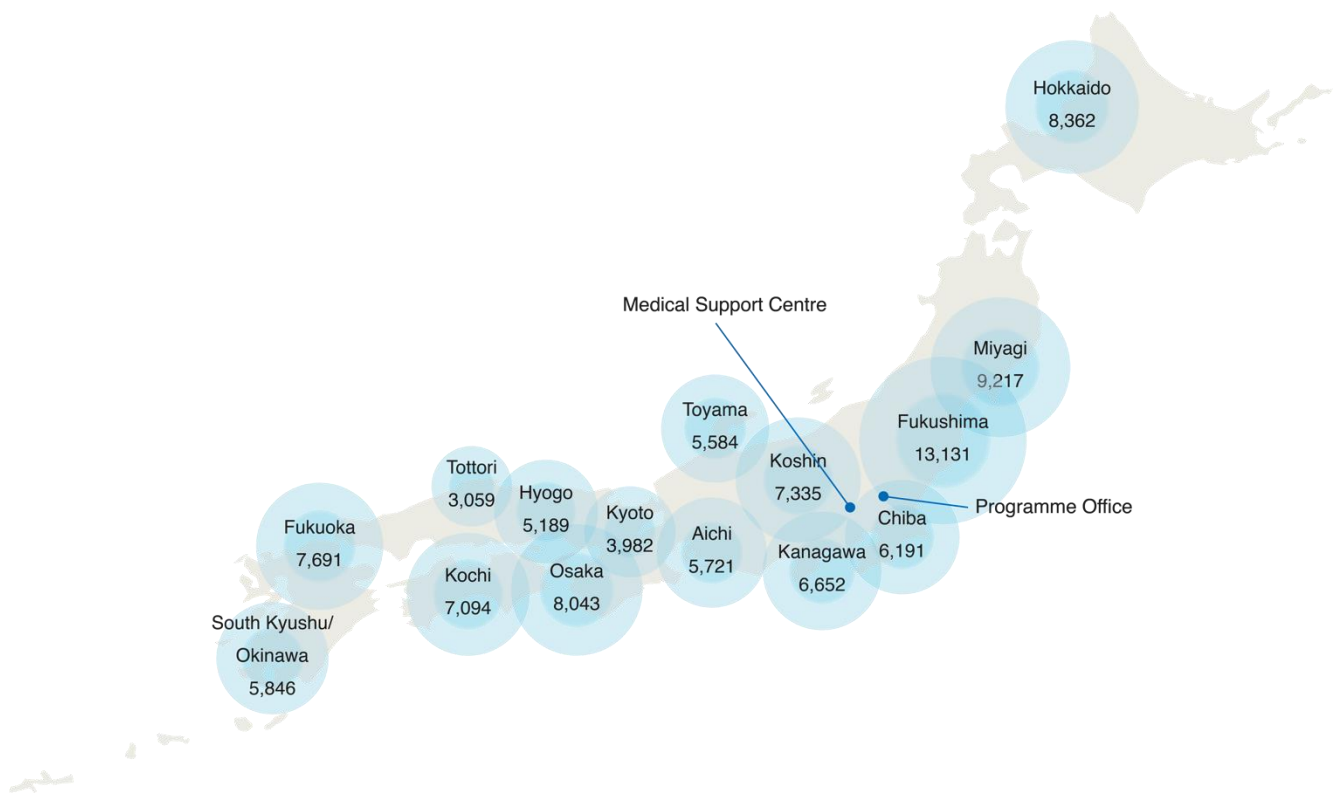 Hokkaido
8,362
Medical Support Centre
Miyagi
9,217
Toyama
5,584
Fukushima
13,131
Koshin
7,335
Tottori
3,059
Hyogo
5,189
Kyoto
3,982
Programme Office
Chiba
6,191
Fukuoka
7,691
Aichi
5,721
Kanagawa
6,652
Kochi
7,094
Osaka
8,043
South Kyushu/
Okinawa
5,846